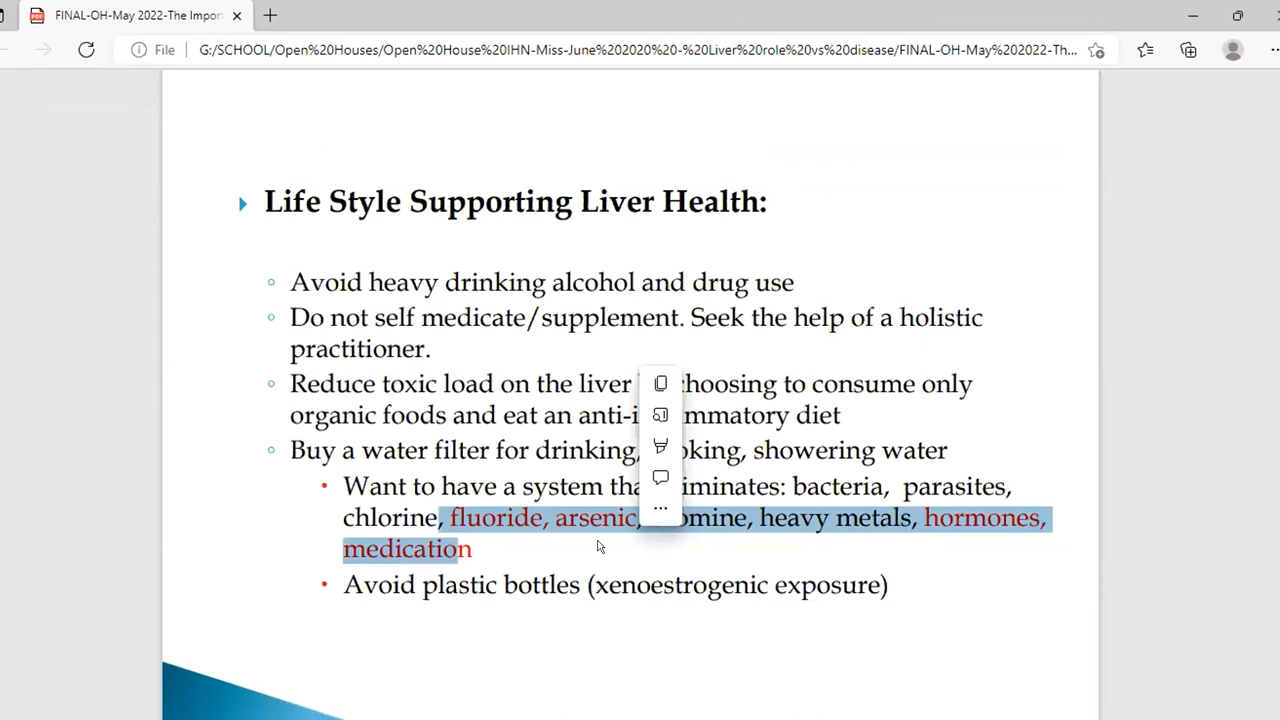 FINAL-OH-May 2022-The Impor
File G:/SCHOOL/Open%20Houses/Open%20House%20IHN-Miss-June%202020%20-%20Liver%20role%20vs%20disease/FINAL-OH-May%202022-Th...
Life Style Supporting Liver Health:
Avoid heavy drinking alcohol and drug use
Do not self medicate/supplement. Seek the help of a holistic
practitioner.
Reduce toxic load on the liver choosing to consume only
organic foods and eat an anti-i mmatory diet
Buy a water filter for drinking, oking, showering water
Want to have a system tha iminates: bacteria, parasites,
chlorine, fluoride, arsenic, omine, heavy metals, hormones,
medication
Avoid plastic bottles (xenoestrogenic exposure)